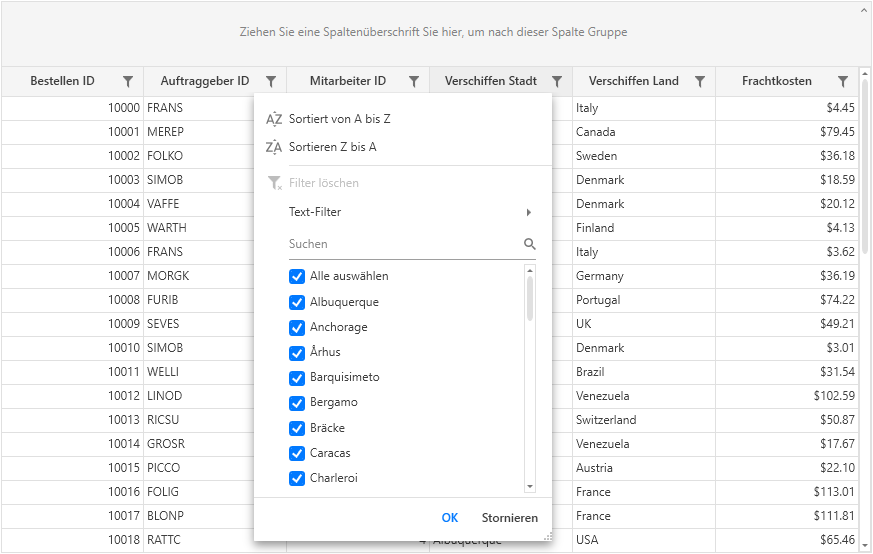 Ziehen Sie eine Spaltenüberschrift Sie hier, um nach dieser Spalte Gruppe
Bestellen ID Auftraggeber ID Mitarbeiter ID Verschiffen Stadt Verschiffen Land Frachtkosten
10000 FRANS Italy $4.45
10001 MEREP Canada $79.45
10002 FOLKO Sweden $36.18
10003 SIMOB Denmark $18.59
10004 VAFFE Denmark $20.12
10005 WARTH Finland $4.13
10006 FRANS Italy $3.62
10007 MORGK Germany $36.19
10008 FURIB Portugal $74.22
10009 SEVES UK $49.21
10010 SIMOB Denmark $3.01
10011 WELLI Brazil $31.54
10012 LINOD Venezuela $102.59
10013 RICSU Switzerland $50.87
10014 GROSR Venezuela $17.67
10015 PICCO Austria $22.10
10016 FOLIG France $113.01
10017 BLONP France $111.81
10018 RATTC 4 Albuquerque USA $65.46
Sortiert von A bis Z
Sortieren Z bis A
Filter löschen
Text-Filter
Suchen
Alle auswählen
Albuquerque
Anchorage
Århus
Barquisimeto
Bergamo
Bräcke
Caracas
Charleroi
OK Stornieren